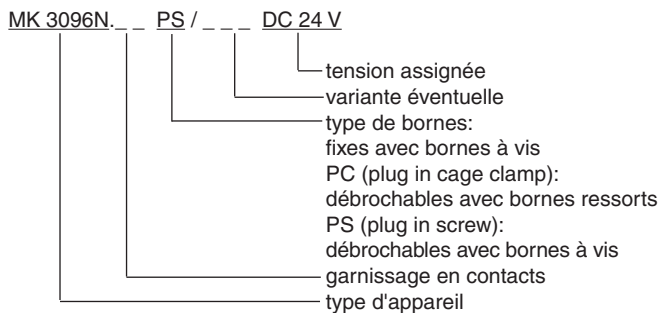 MK 3096N._ _ PS / _ _ _ DC 24 V
tension assignée
variante éventuelle
type de bornes:
fixes avec bornes à vis
PC (plug in cage clamp):
débrochables avec bornes ressorts
PS (plug in screw):
débrochables avec bornes à vis
garnissage en contacts
type d'appareil